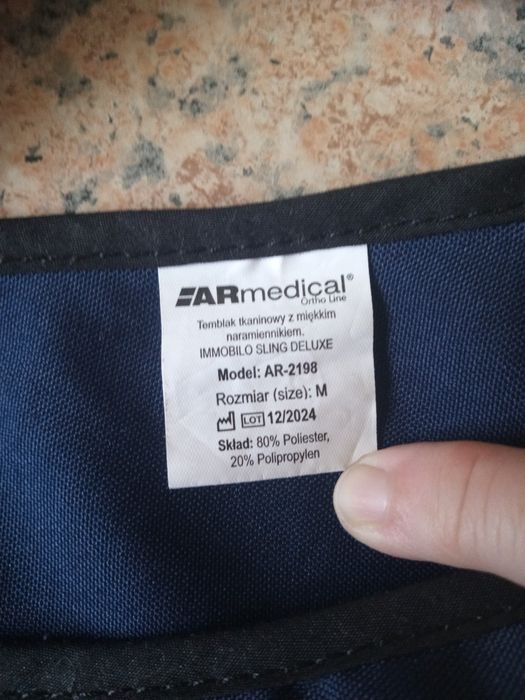 ARmedical®
Ortho Line
Temblak tkaninowy z miękkim
naramiennikiem.
IMMOBILO SLING DELUXE
Model: AR-2198
Rozmiar (size): M
LOT 12/2024
Skład: 80% Poliester,
20% Polipropylen